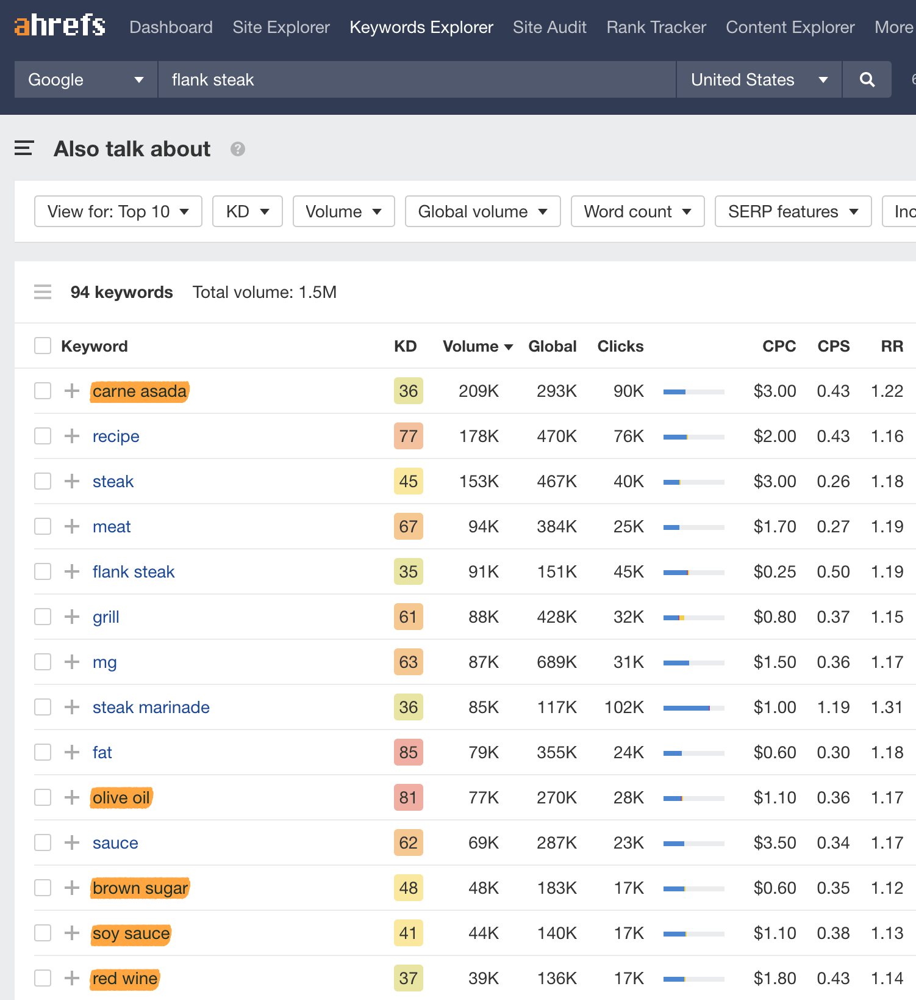 ahrefs Dashboard Site Explorer Keywords Explorer Site Audit Rank Tracker Content Explorer More
Google flank steak United States
Also talk about ?
View for: Top 10 KD Volume Global volume Word count SERP features
94 keywords Total volume: 1.5M
Keyword KD Volume Global Clicks CPC CPS RR
carne asada 36 209K 293K 90K $3.00 0.43 1.22
recipe 77 178K 470K 76K $2.00 0.43 1.16
steak 45 153K 467K 40K $3.00 0.26 1.18
meat 67 94K 384K 25K $1.70 0.27 1.19
flank steak 35 91K 151K 45K $0.25 0.50 1.19
grill 61 88K 428K 32K $0.80 0.37 1.15
mg 63 87K 689K 31K $1.50 0.36 1.17
steak marinade 36 85K 117K 102K $1.00 1.19 1.31
fat 85 79K 355K 24K $0.60 0.30 1.18
olive oil 81 77K 270K 28K $1.10 0.36 1.17
sauce 62 69K 287K 23K $3.50 0.34 1.17
brown sugar 48 48K 183K 17K $0.60 0.35 1.12
soy sauce 41 44K 140K 17K $1.10 0.38 1.13
red wine 37 39K 136K 17K $1.80 0.43 1.14